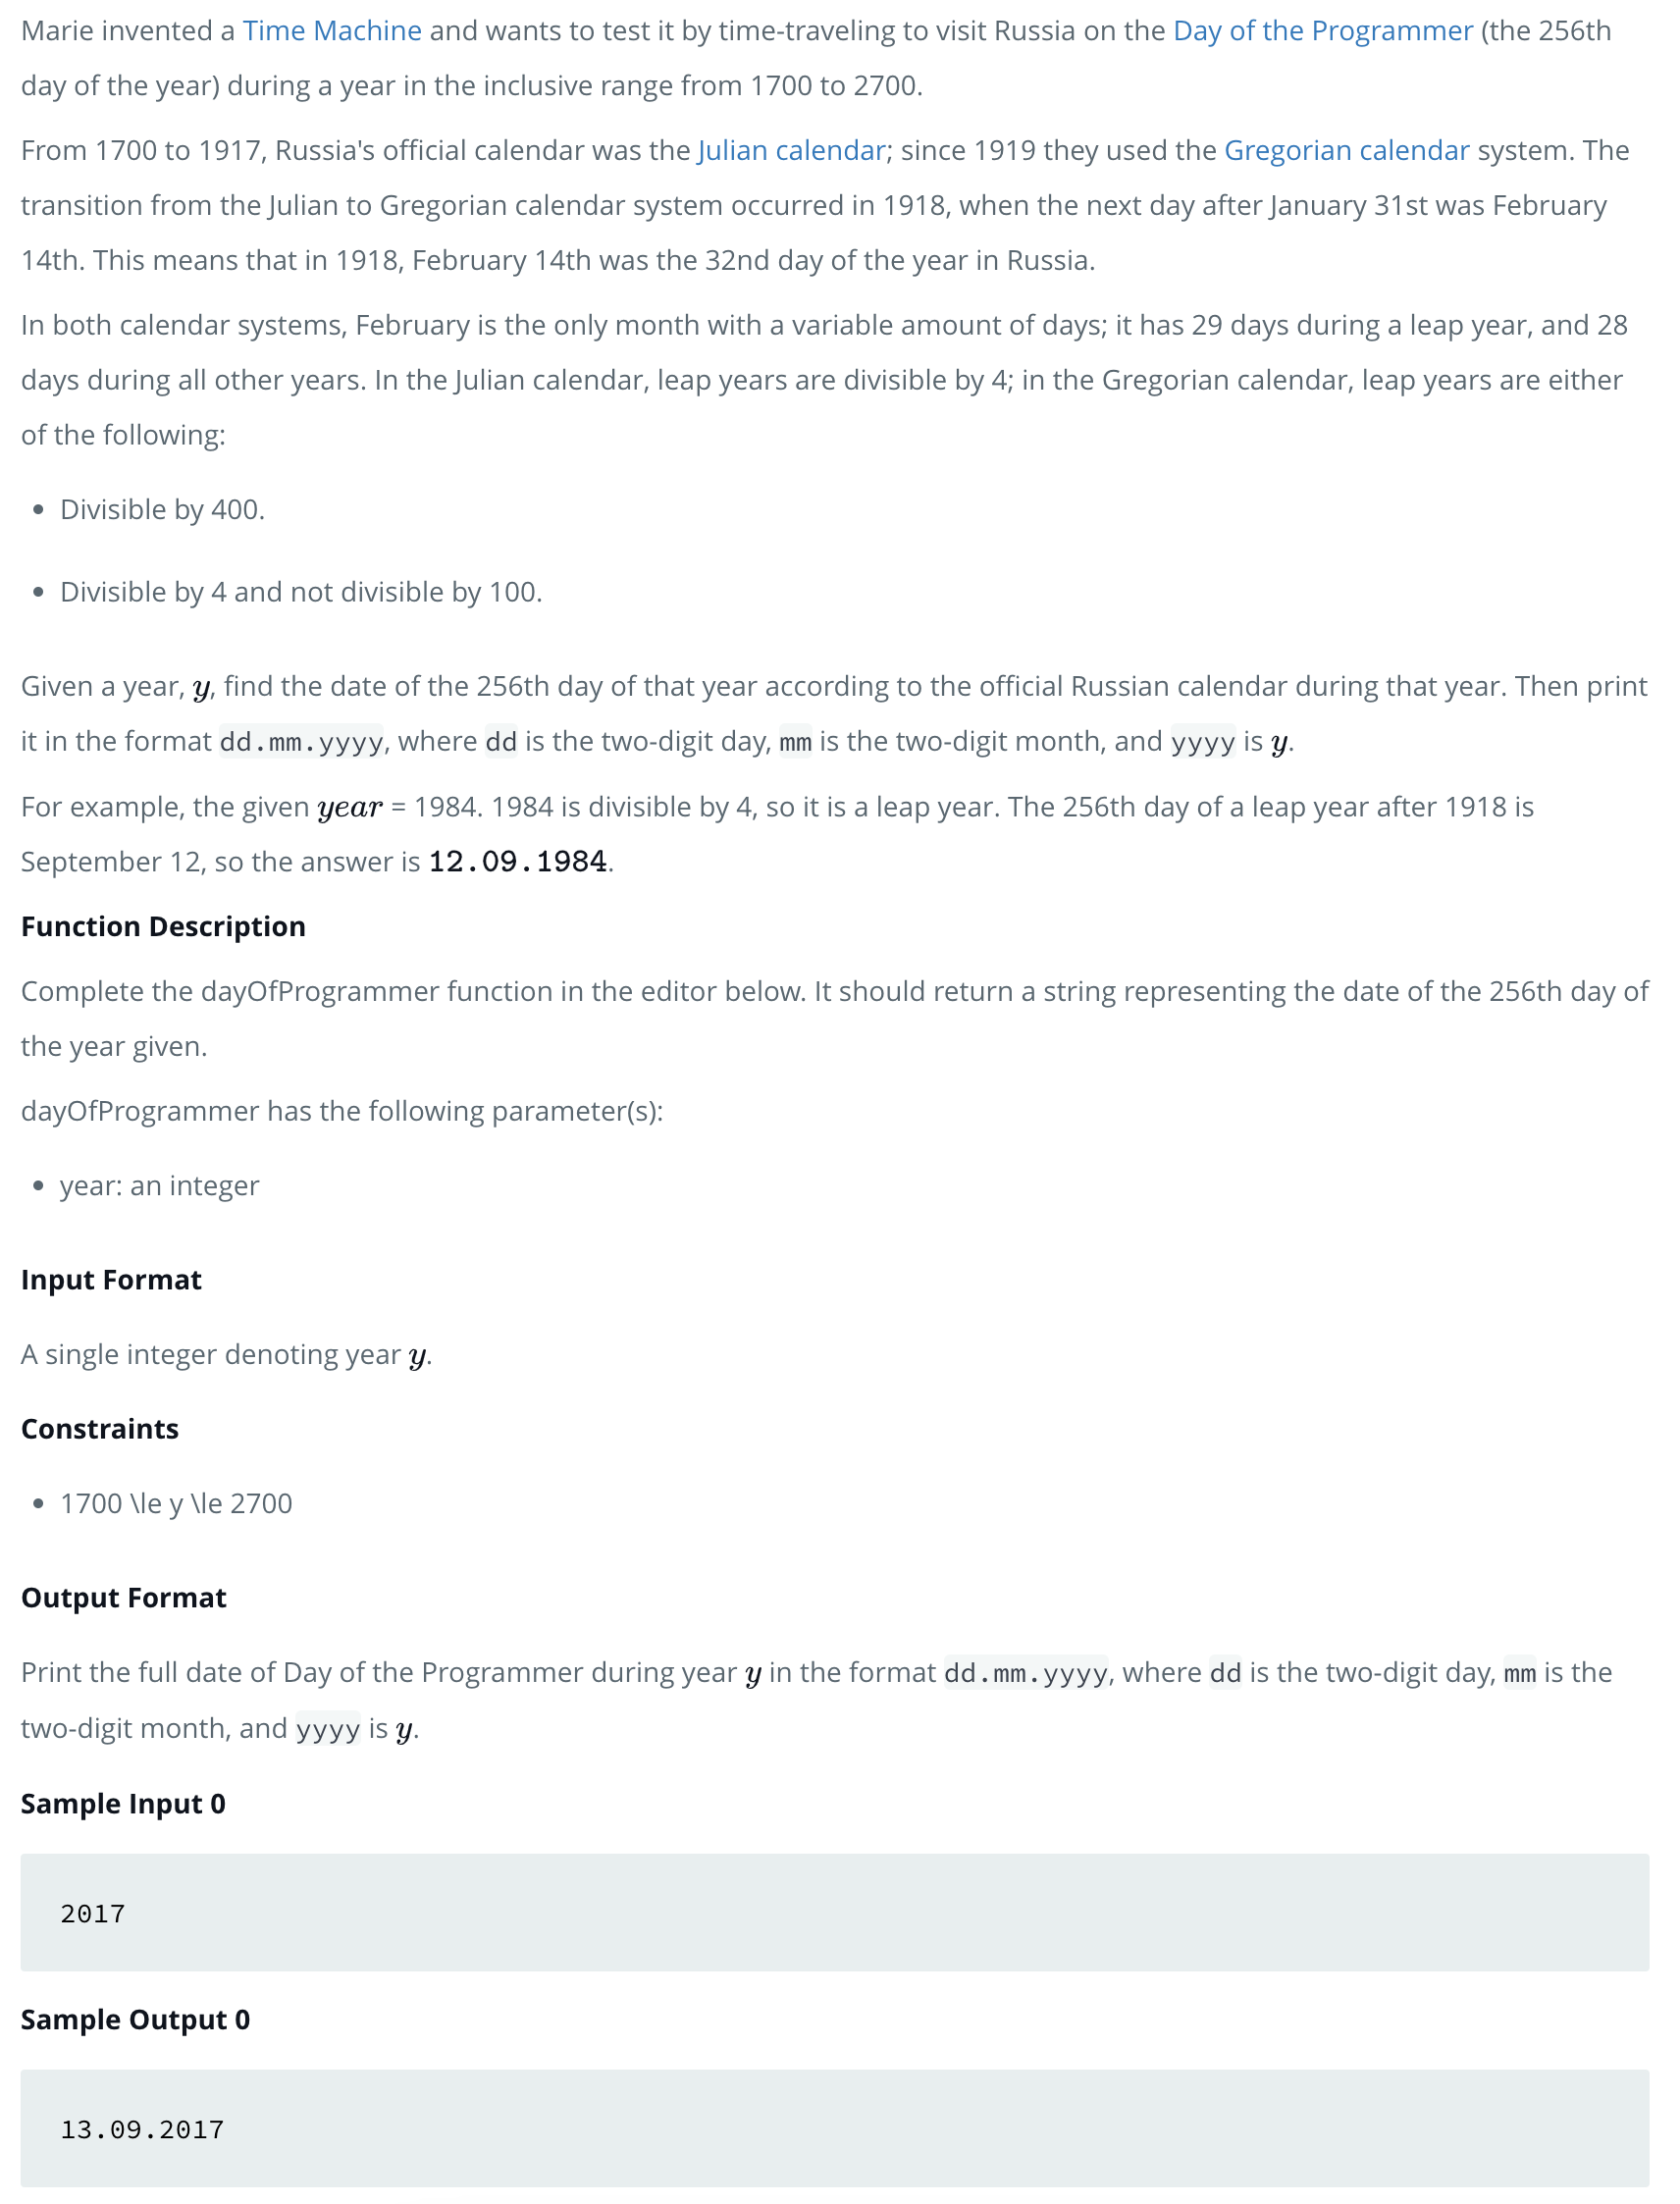 Marie invented a Time Machine and wants to test it by time-traveling to visit Russia on the Day of the Programmer (the 256th
day of the year) during a year in the inclusive range from 1700 to 2700.
From 1700 to 1917, Russia's official calendar was the Julian calendar; since 1919 they used the Gregorian calendar system. The
transition from the Julian to Gregorian calendar system occurred in 1918, when the next day after January 31st was February
14th. This means that in 1918, February 14th was the 32nd day of the year in Russia.
In both calendar systems, February is the only month with a variable amount of days; it has 29 days during a leap year, and 28
days during all other years. In the Julian calendar, leap years are divisible by 4; in the Gregorian calendar, leap years are either
of the following:
• Divisible by 400.
• Divisible by 4 and not divisible by 100.
Given a year, y, find the date of the 256th day of that year according to the official Russian calendar during that year. Then print
it in the format dd.mm.yyyy, where dd is the two-digit day, mm is the two-digit month, and yyyy is y.
For example, the given year = 1984. 1984 is divisible by 4, so it is a leap year. The 256th day of a leap year after 1918 is
September 12, so the answer is 12.09.1984.
Function Description
Complete the dayOfProgrammer function in the editor below. It should return a string representing the date of the 256th day of
the year given.
dayOfProgrammer has the following parameter(s):
• year: an integer
Input Format
A single integer denoting year y.
Constraints
• 1700 \le y \le 2700
Output Format
Print the full date of Day of the Programmer during year y in the format dd.mm.yyyy, where dd is the two-digit day, mm is the
two-digit month, and yyyy is y.
Sample Input 0
2017
Sample Output 0
13.09.2017